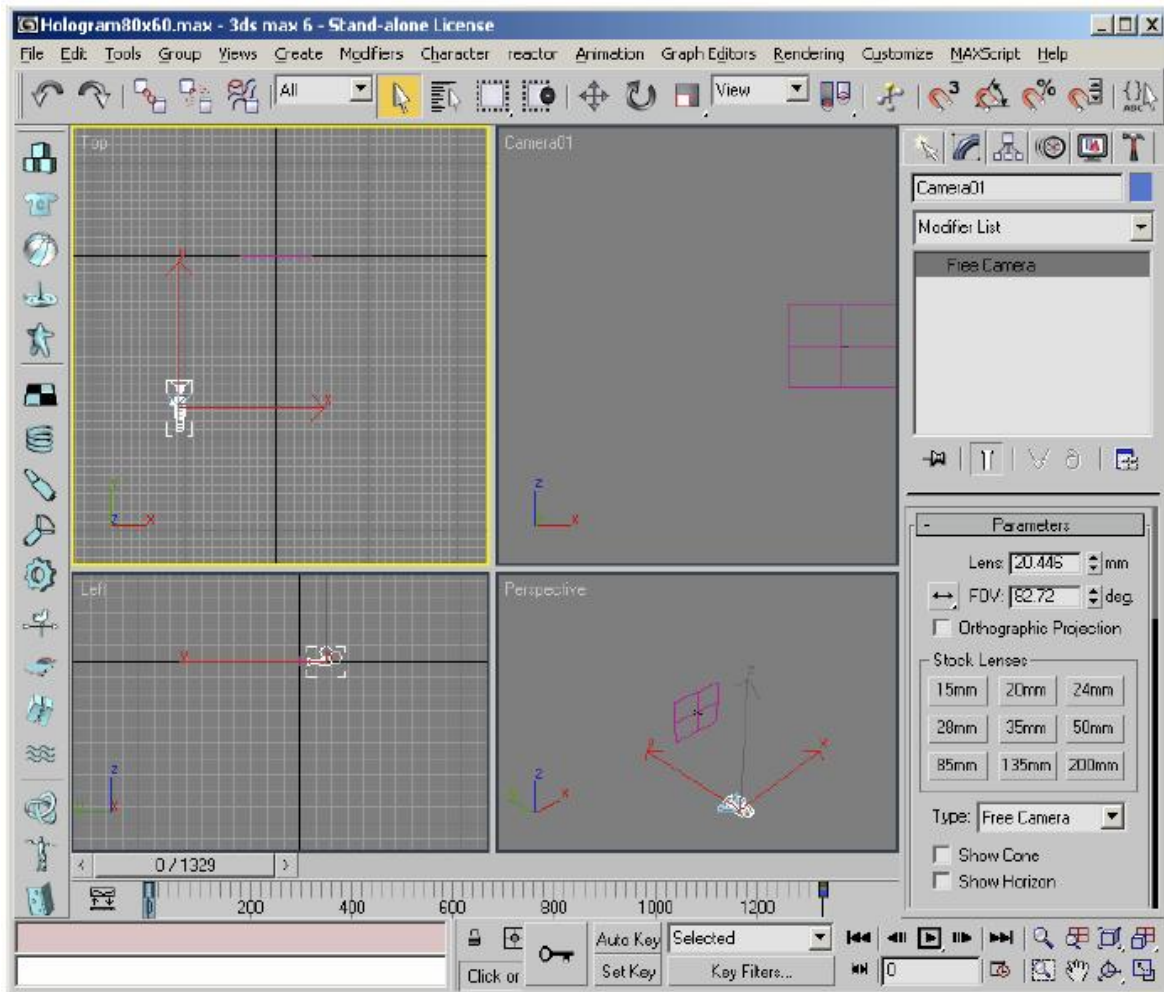 Hologram80x60.max - 3ds max 6 - Stand-alone License
File Edit Tools Group Views Create Modifiers Character reactor Animation Graph Editors Rendering Customize MAXScript Help
All
View
3
%
ABC
Top
Camera01
Camera01
Modifier List
Free Camera
x
z
x
y
z
x
Parameters
Lens: 20.446 mm
FOV: 82.72 deg.
Orthographic Projection
Stock Lenses
15mm 20mm 24mm
28mm 35mm 50mm
85mm 135mm 200mm
Type: Free Camera
Show Cone
Show Horizon
Left
Perspective
y
z
x
z
x
z
x
0 / 1329
0 200 400 600 800 1000 1200
Auto Key Selected
Click or Set Key Key Filters... 0